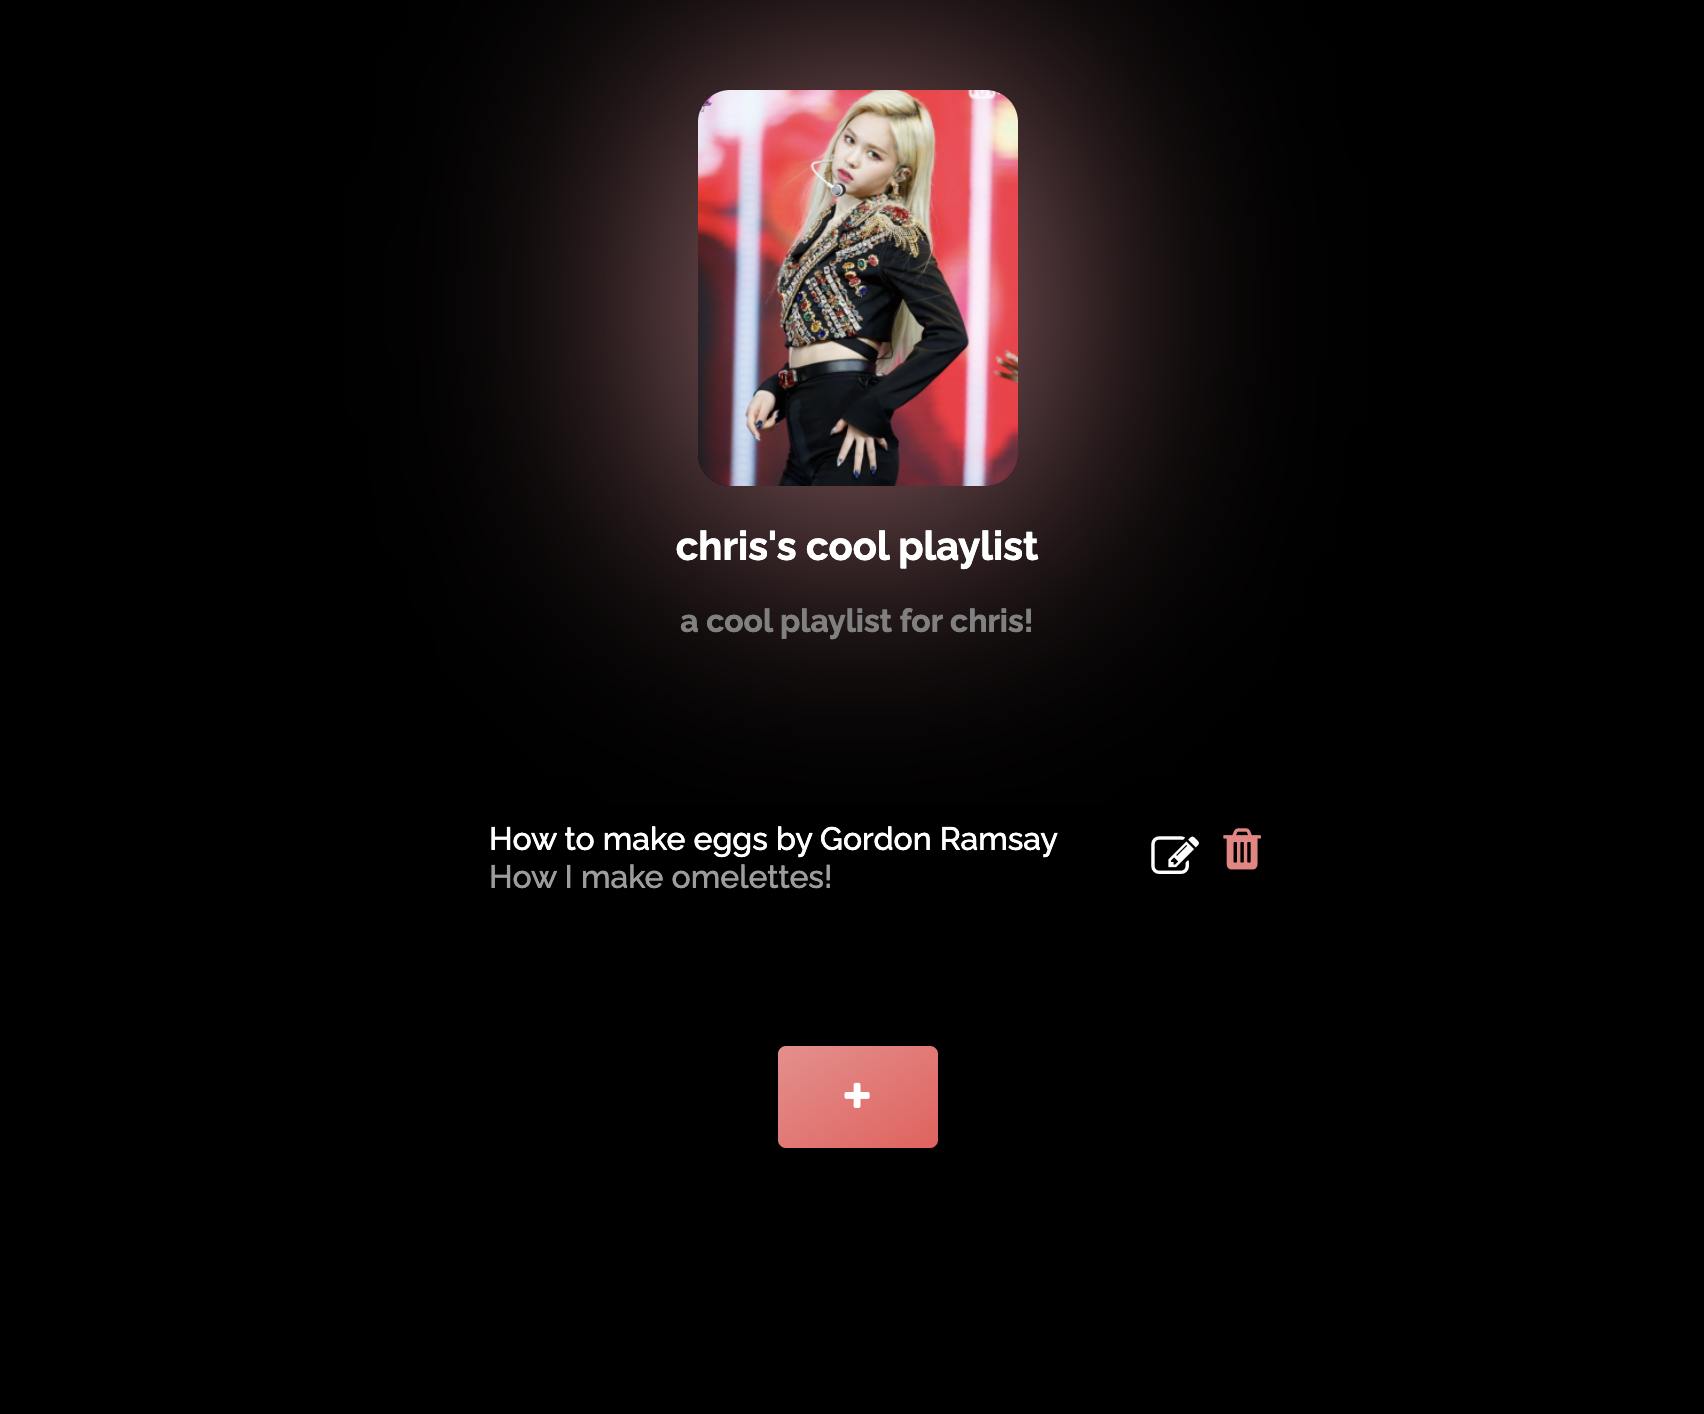 chris's cool playlist
a cool playlist for chris!
How to make eggs by Gordon Ramsay
How I make omelettes!